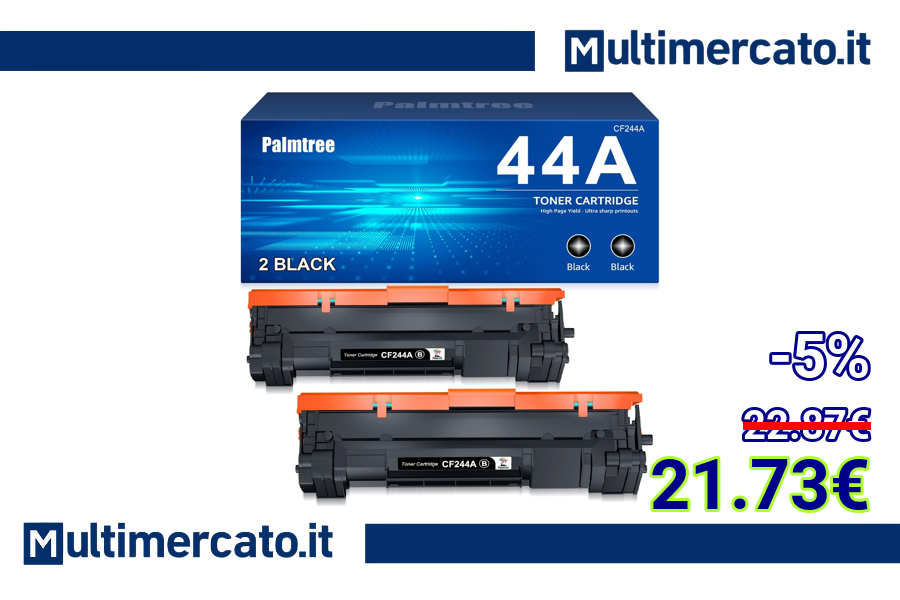 Multimercato.it
Palmtree
CF244A
Palmtree
44A
TONER CARTRIDGE
High Page Yield - Ultra sharp printouts
2 BLACK
Black Black
Toner Cartridge CF244A B
Toner Cartridge CF244A B
-5%
22.87€
21.73€
Multimercato.it